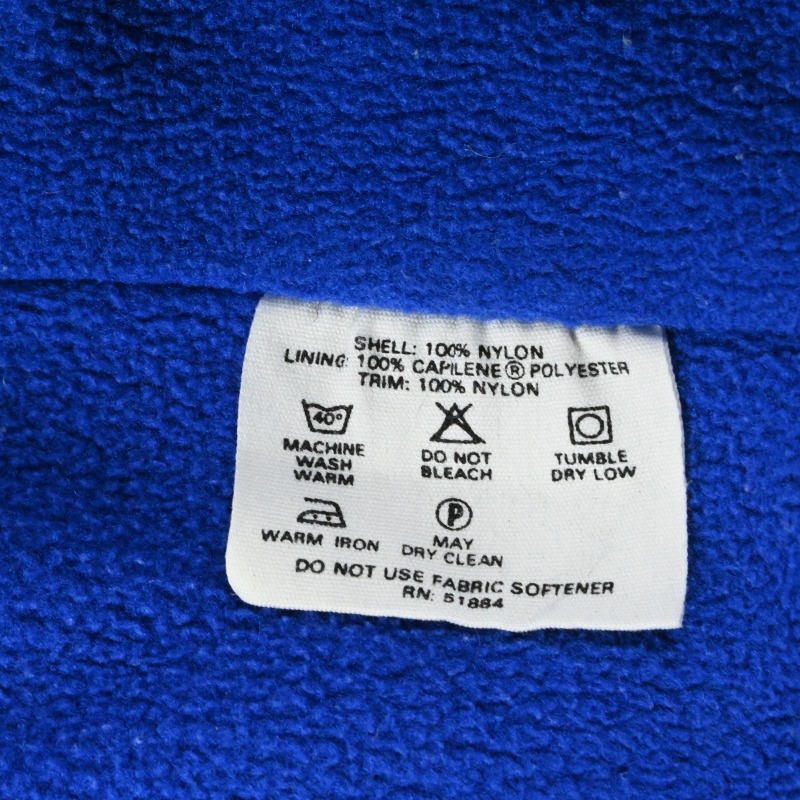 SHELL: 100% NYLON
LINING: 100% CAPILENE® POLYESTER
TRIM: 100% NYLON
40°
MACHINE WASH WARM
DO NOT BLEACH
TUMBLE DRY LOW
WARM IRON
P
MAY DRY CLEAN
DO NOT USE FABRIC SOFTENER
RN: 51884